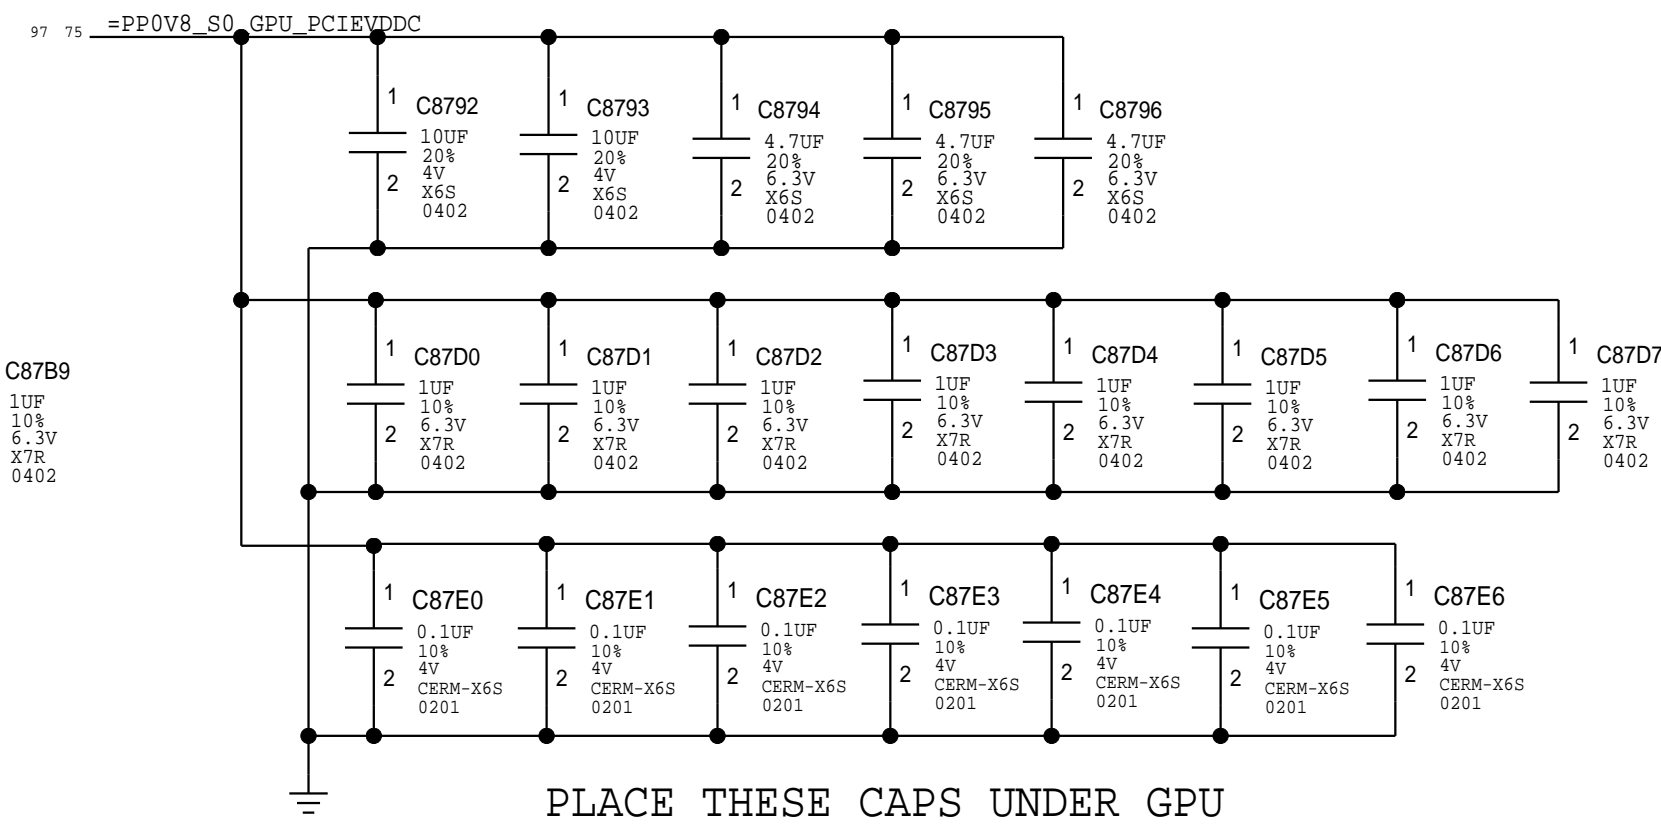 97 75 =PP0V8_S0_GPU_PCIEVDDC
1 C8792
10UF
20%
4V
2 X6S
0402
1 C8793
10UF
20%
4V
2 X6S
0402
1 C8794
4.7UF
20%
6.3V
2 X6S
0402
1 C8795
4.7UF
20%
6.3V
2 X6S
0402
1 C8796
4.7UF
20%
6.3V
2 X6S
0402
C87B9
1UF
10%
6.3V
X7R
0402
1 C87D0
1UF
10%
6.3V
2 X7R
0402
1 C87D1
1UF
10%
6.3V
2 X7R
0402
1 C87D2
1UF
10%
6.3V
2 X7R
0402
1 C87D3
1UF
10%
6.3V
2 X7R
0402
1 C87D4
1UF
10%
6.3V
2 X7R
0402
1 C87D5
1UF
10%
6.3V
2 X7R
0402
1 C87D6
1UF
10%
6.3V
2 X7R
0402
1 C87D7
1UF
10%
6.3V
2 X7R
0402
1 C87E0
0.1UF
10%
4V
2 CERM-X6S
0201
1 C87E1
0.1UF
10%
4V
2 CERM-X6S
0201
1 C87E2
0.1UF
10%
4V
2 CERM-X6S
0201
1 C87E3
0.1UF
10%
4V
2 CERM-X6S
0201
1 C87E4
0.1UF
10%
4V
2 CERM-X6S
0201
1 C87E5
0.1UF
10%
4V
2 CERM-X6S
0201
1 C87E6
0.1UF
10%
4V
2 CERM-X6S
0201
PLACE THESE CAPS UNDER GPU